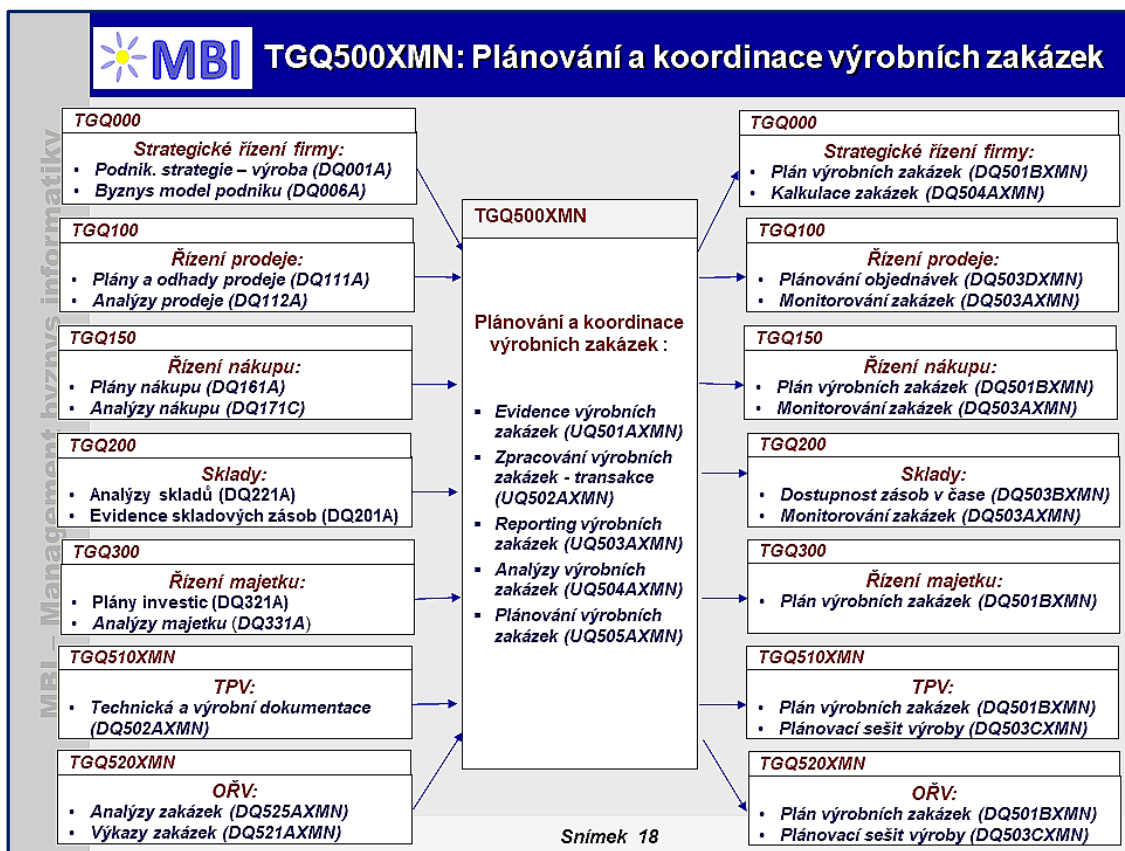 MBI
TGQ500XMN: Plánování a koordinace výrobních zakázek
MBI – Management byznys informatiky
TGQ000
Strategické řízení firmy:
• Podnik. strategie – výroba (DQ001A)
• Byznys model podniku (DQ006A)
TGQ100
Řízení prodeje:
• Plány a odhady prodeje (DQ111A)
• Analýzy prodeje (DQ112A)
TGQ150
Řízení nákupu:
• Plány nákupu (DQ161A)
• Analýzy nákupu (DQ171C)
TGQ200
Sklady:
• Analýzy skladů (DQ221A)
• Evidence skladových zásob (DQ201A)
TGQ300
Řízení majetku:
• Plány investic (DQ321A)
• Analýzy majetku (DQ331A)
TGQ510XMN
TPV:
• Technická a výrobní dokumentace
(DQ502AXMN)
TGQ520XMN
OŘV:
• Analýzy zakázek (DQ525AXMN)
• Výkazy zakázek (DQ521AXMN)
TGQ500XMN
Plánování a koordinace
výrobních zakázek :
▪ Evidence výrobních
zakázek (UQ501AXMN)
▪ Zpracování výrobních
zakázek - transakce
(UQ502AXMN)
▪ Reporting výrobních
zakázek (UQ503AXMN)
▪ Analýzy výrobních
zakázek (UQ504AXMN)
▪ Plánování výrobních
zakázek (UQ505AXMN)
TGQ000
Strategické řízení firmy:
• Plán výrobních zakázek (DQ501BXMN)
• Kalkulace zakázek (DQ504AXMN)
TGQ100
Řízení prodeje:
• Plánování objednávek (DQ503DXMN)
• Monitorování zakázek (DQ503AXMN)
TGQ150
Řízení nákupu:
• Plán výrobních zakázek (DQ501BXMN)
• Monitorování zakázek (DQ503AXMN)
TGQ200
Sklady:
• Dostupnost zásob v čase (DQ503BXMN)
• Monitorování zakázek (DQ503AXMN)
TGQ300
Řízení majetku:
• Plán výrobních zakázek (DQ501BXMN)
TGQ510XMN
TPV:
• Plán výrobních zakázek (DQ501BXMN)
• Plánovací sešit výroby (DQ503CXMN)
TGQ520XMN
OŘV:
• Plán výrobních zakázek (DQ501BXMN)
• Plánovací sešit výroby (DQ503CXMN)
Snímek 18